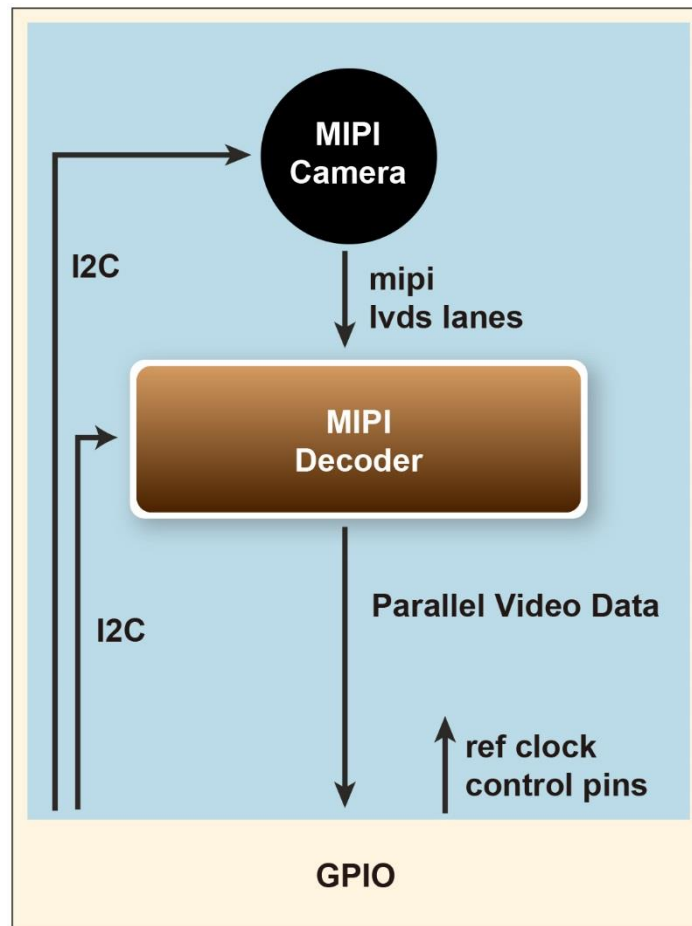 MIPI
Camera
I2C
mipi
lvds lanes
MIPI
Decoder
Parallel Video Data
I2C
ref clock
control pins
GPIO